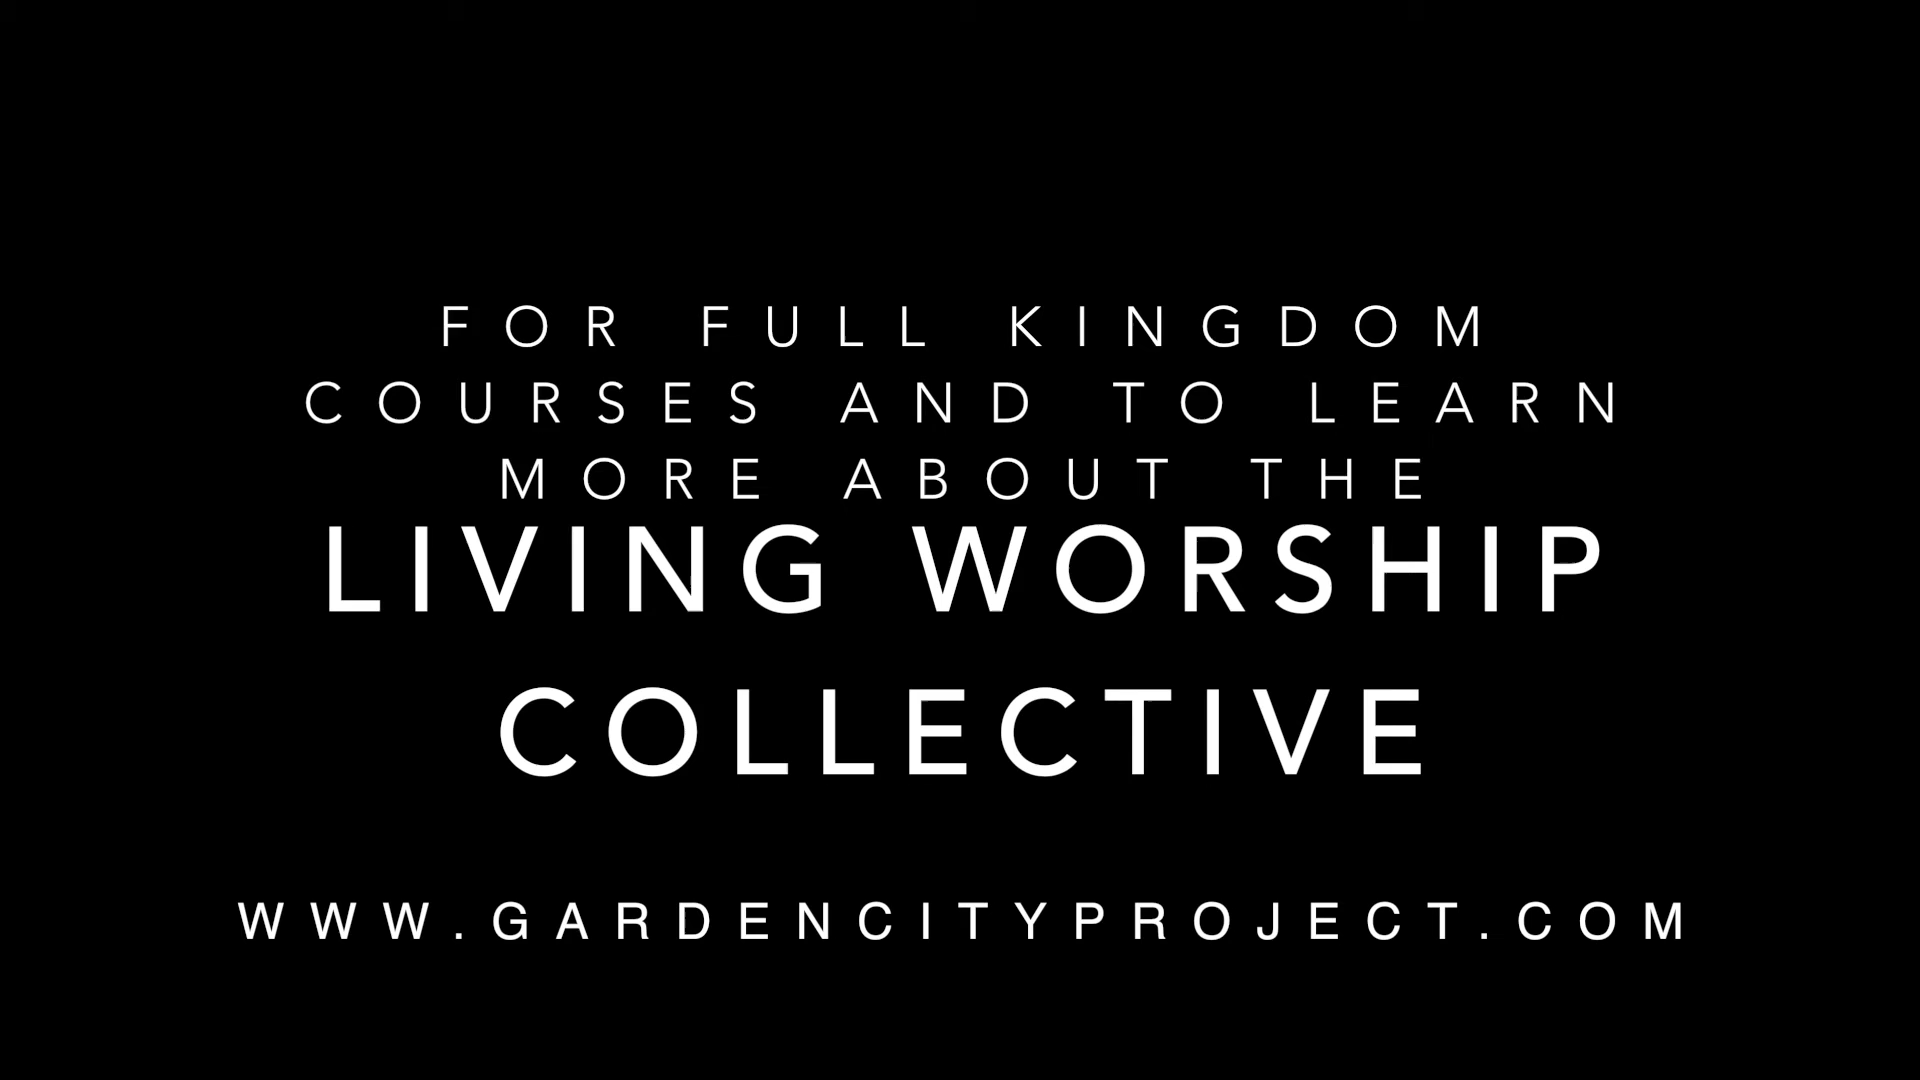 FOR FULL KINGDOM
COURSES AND TO LEARN
MORE ABOUT THE
LIVING WORSHIP
COLLECTIVE
WWW.GARDENCITYPROJECT.COM